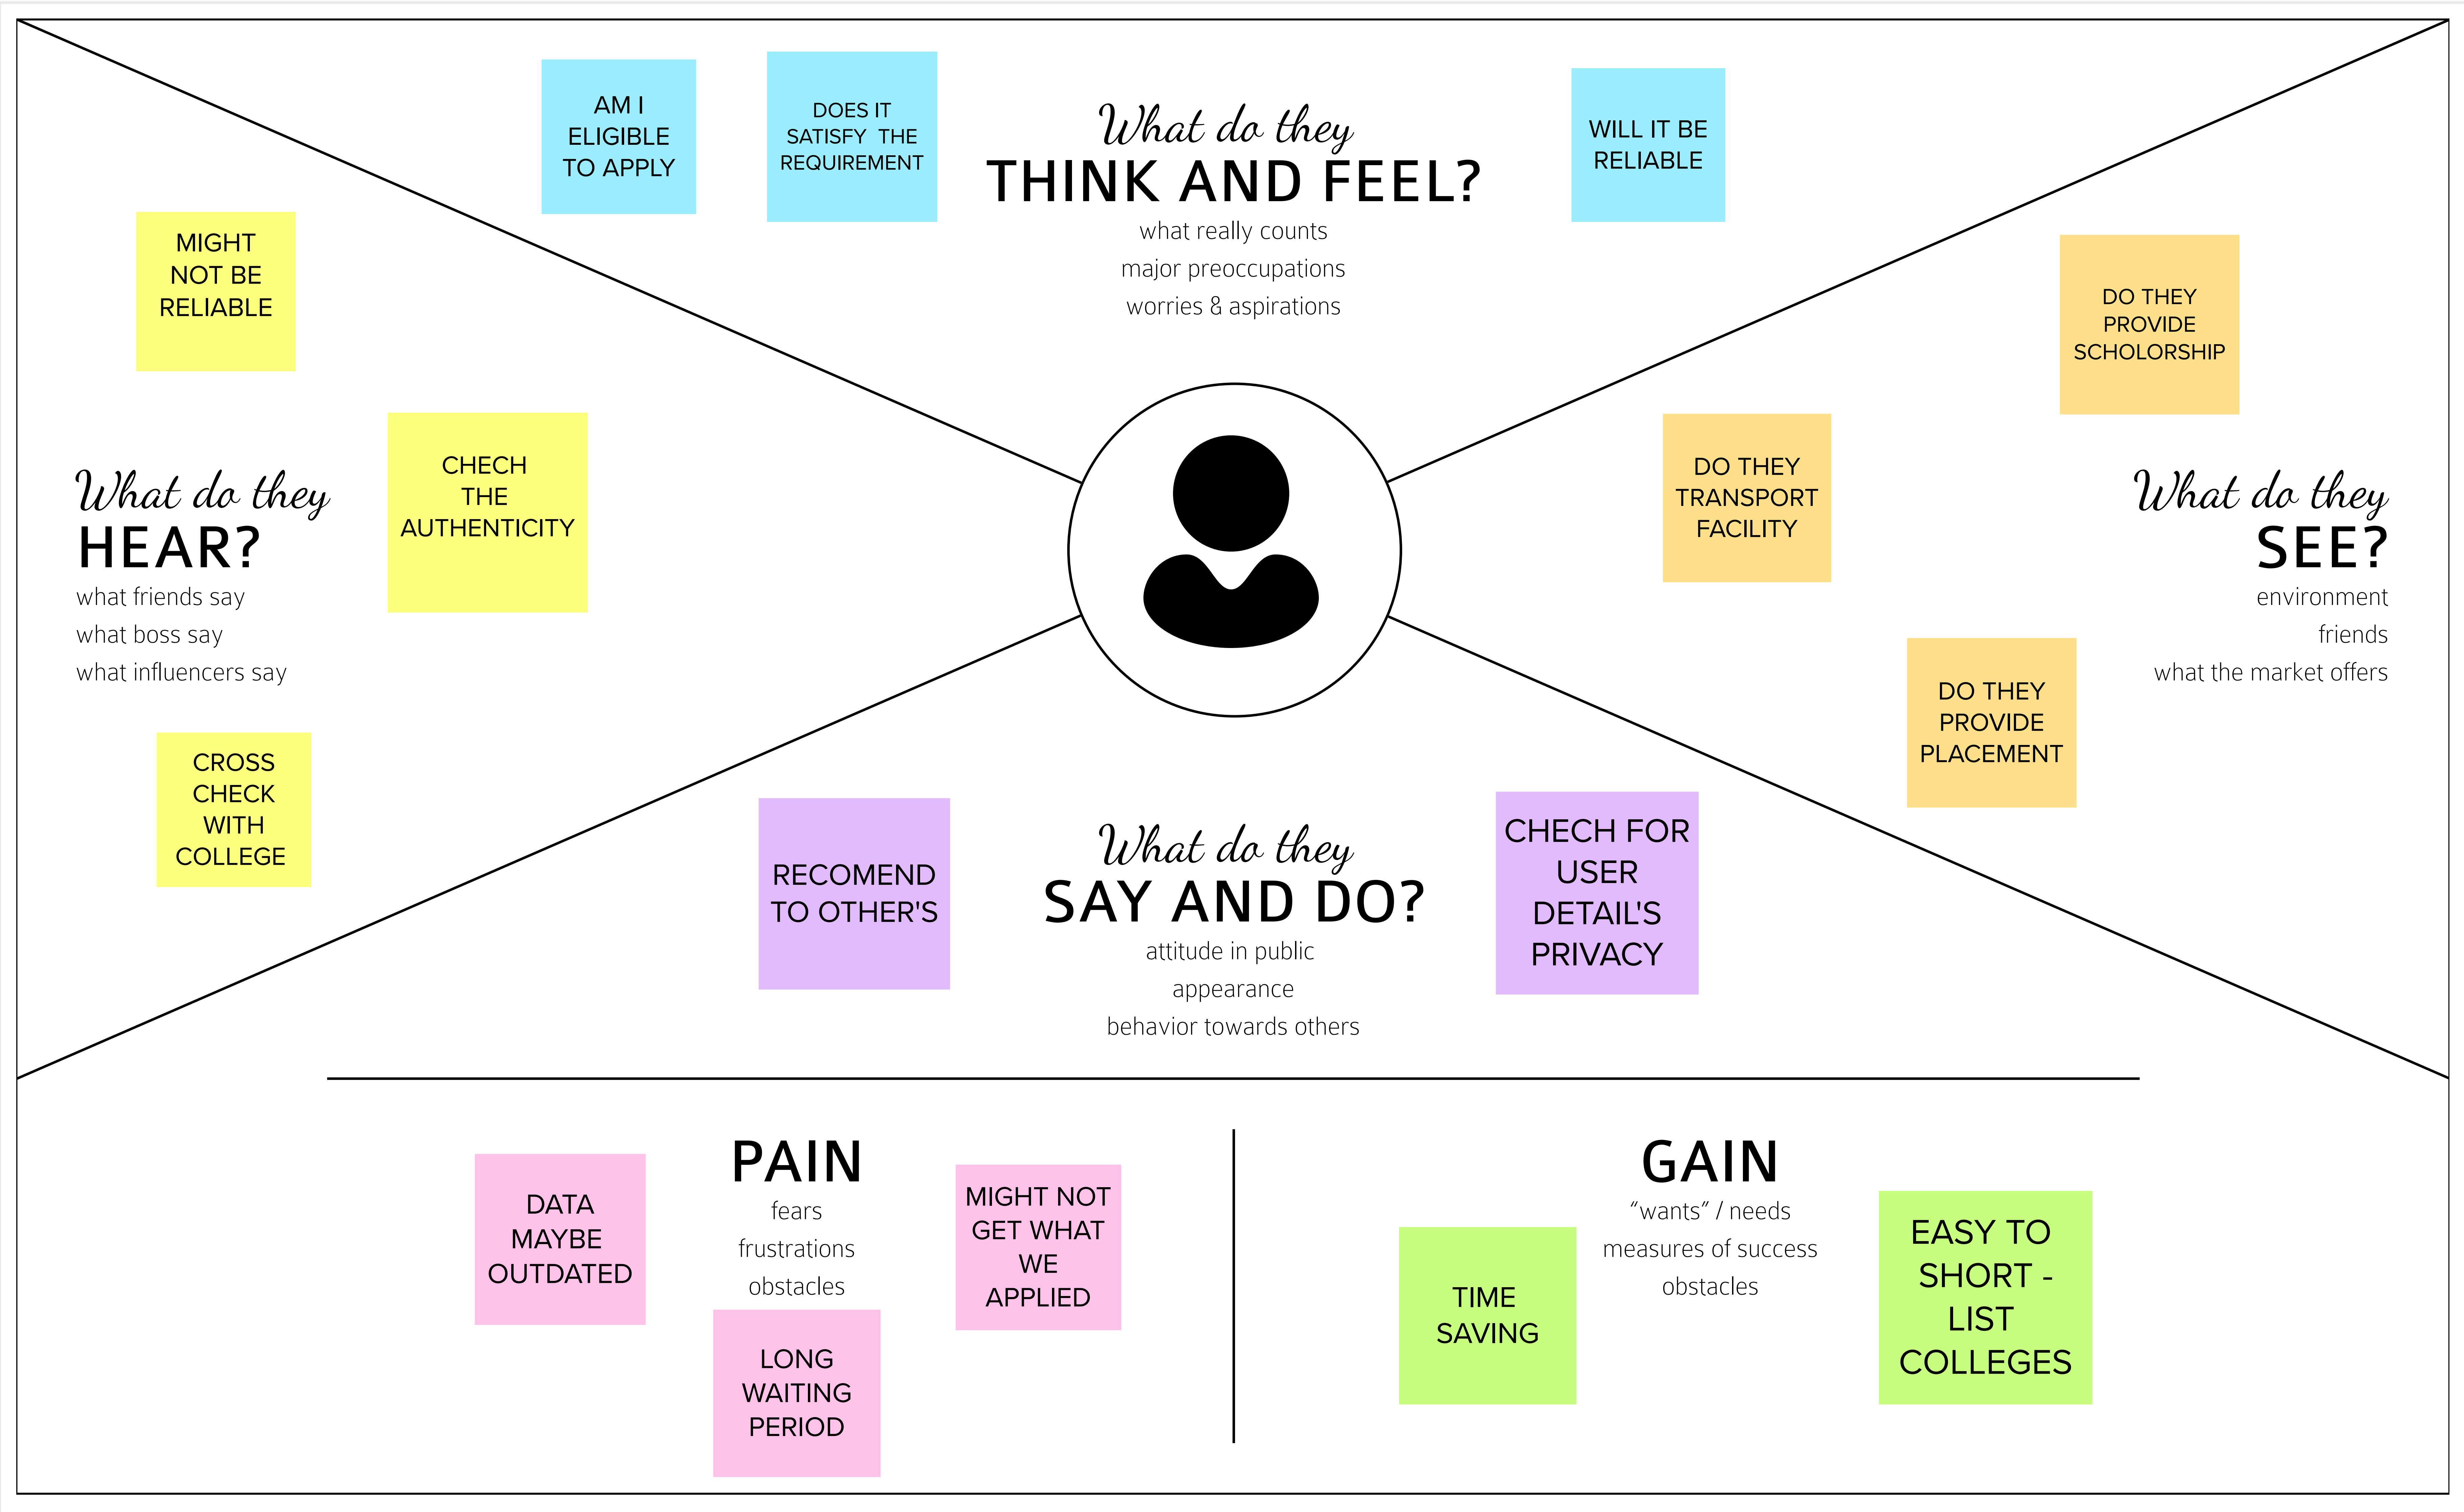 AM I
ELIGIBLE
TO APPLY
DOES IT
SATISFY THE
REQUIREMENT
What do they
THINK AND FEEL?
what really counts
major preoccupations
worries & aspirations
WILL IT BE
RELIABLE
MIGHT
NOT BE
RELIABLE
CHECH
THE
AUTHENTICITY
What do they
HEAR?
what friends say
what boss say
what influencers say
CROSS
CHECK
WITH
COLLEGE
DO THEY
PROVIDE
SCHOLORSHIP
DO THEY
TRANSPORT
FACILITY
What do they
SEE?
environment
friends
what the market offers
DO THEY
PROVIDE
PLACEMENT
RECOMEND
TO OTHER'S
What do they
SAY AND DO?
attitude in public
appearance
behavior towards others
CHECH FOR
USER
DETAIL'S
PRIVACY
DATA
MAYBE
OUTDATED
PAIN
fears
frustrations
obstacles
MIGHT NOT
GET WHAT
WE
APPLIED
LONG
WAITING
PERIOD
TIME
SAVING
GAIN
“wants” / needs
measures of success
obstacles
EASY TO
SHORT -
LIST
COLLEGES